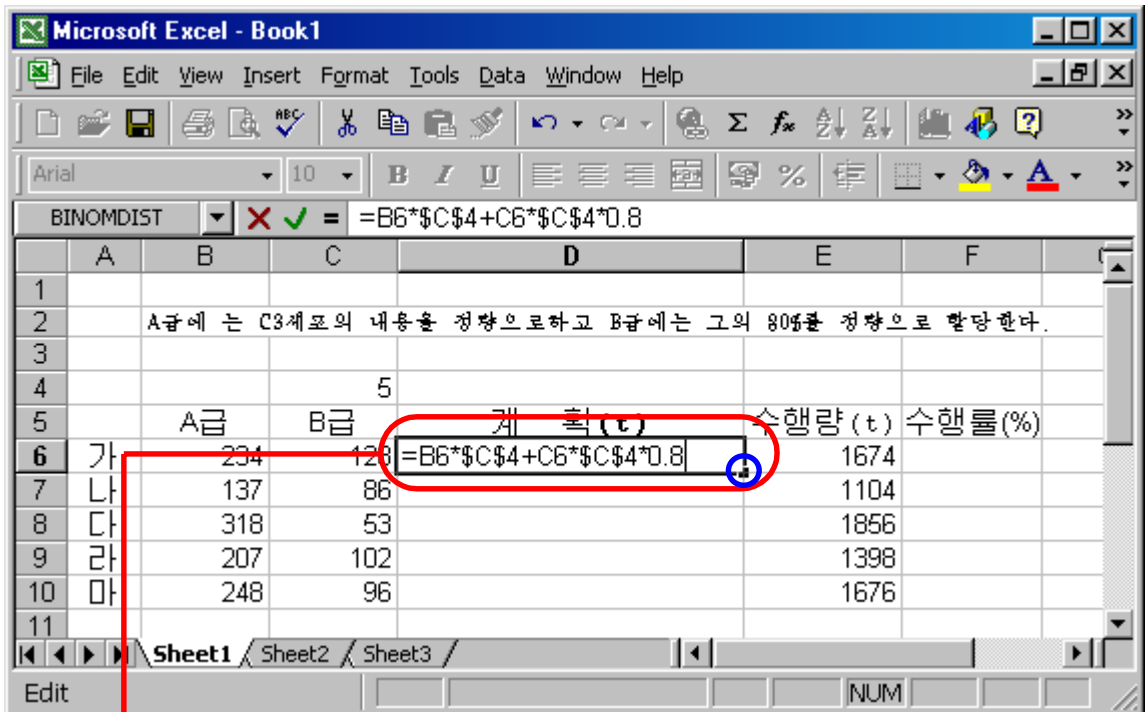 Microsoft Excel - Book1
File Edit View Insert Format Tools Data Window Help
Arial 10 B I U
BINOMDIST = =B6*$C$4+C6*$C$4*0.8
A B C D E F
1
2 A급에 는 C3세포의 내용을 정량으로하고 B급에는 그의 80%를 정량으로 할당한다.
3
4 5
5 A급 B급 계 획(t) 수행량(t) 수행률(%)
6 가 234 128 =B6*$C$4+C6*$C$4*0.8 1674
7 나 137 86 1104
8 다 318 53 1856
9 라 207 102 1398
10 마 248 96 1676
11
Sheet1 Sheet2 Sheet3
Edit NUM